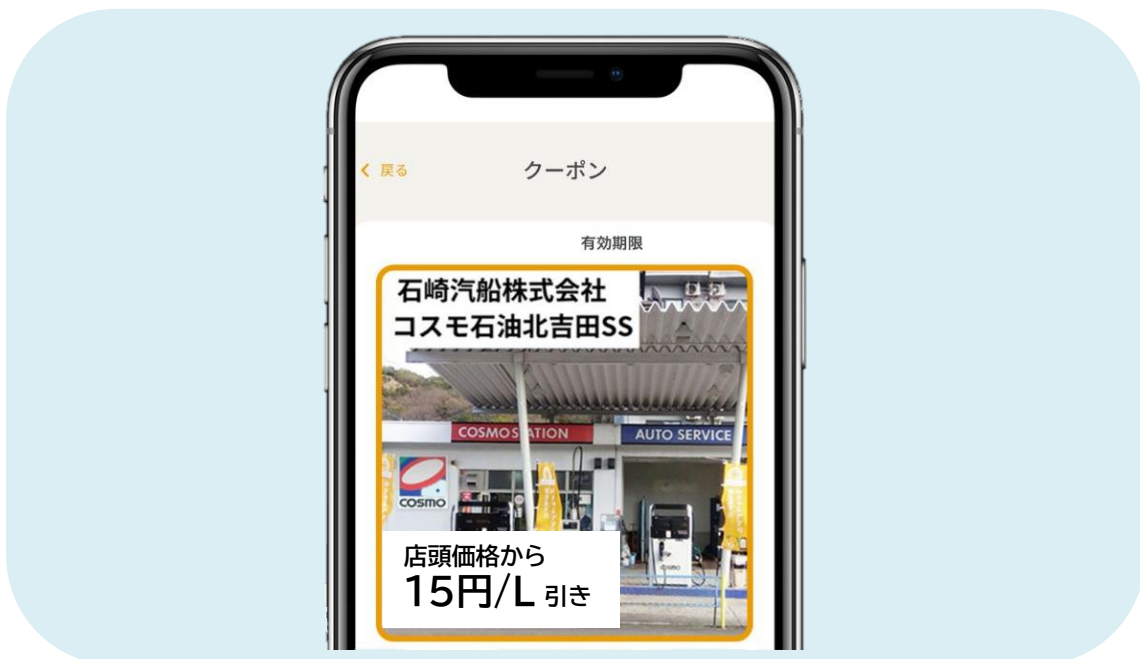 戻る
クーポン
有効期限
石崎汽船株式会社
コスモ石油北吉田SS
COSMO STATION
AUTO SERVICE
COSMO
COSMO
店頭価格から
15円/L 引き